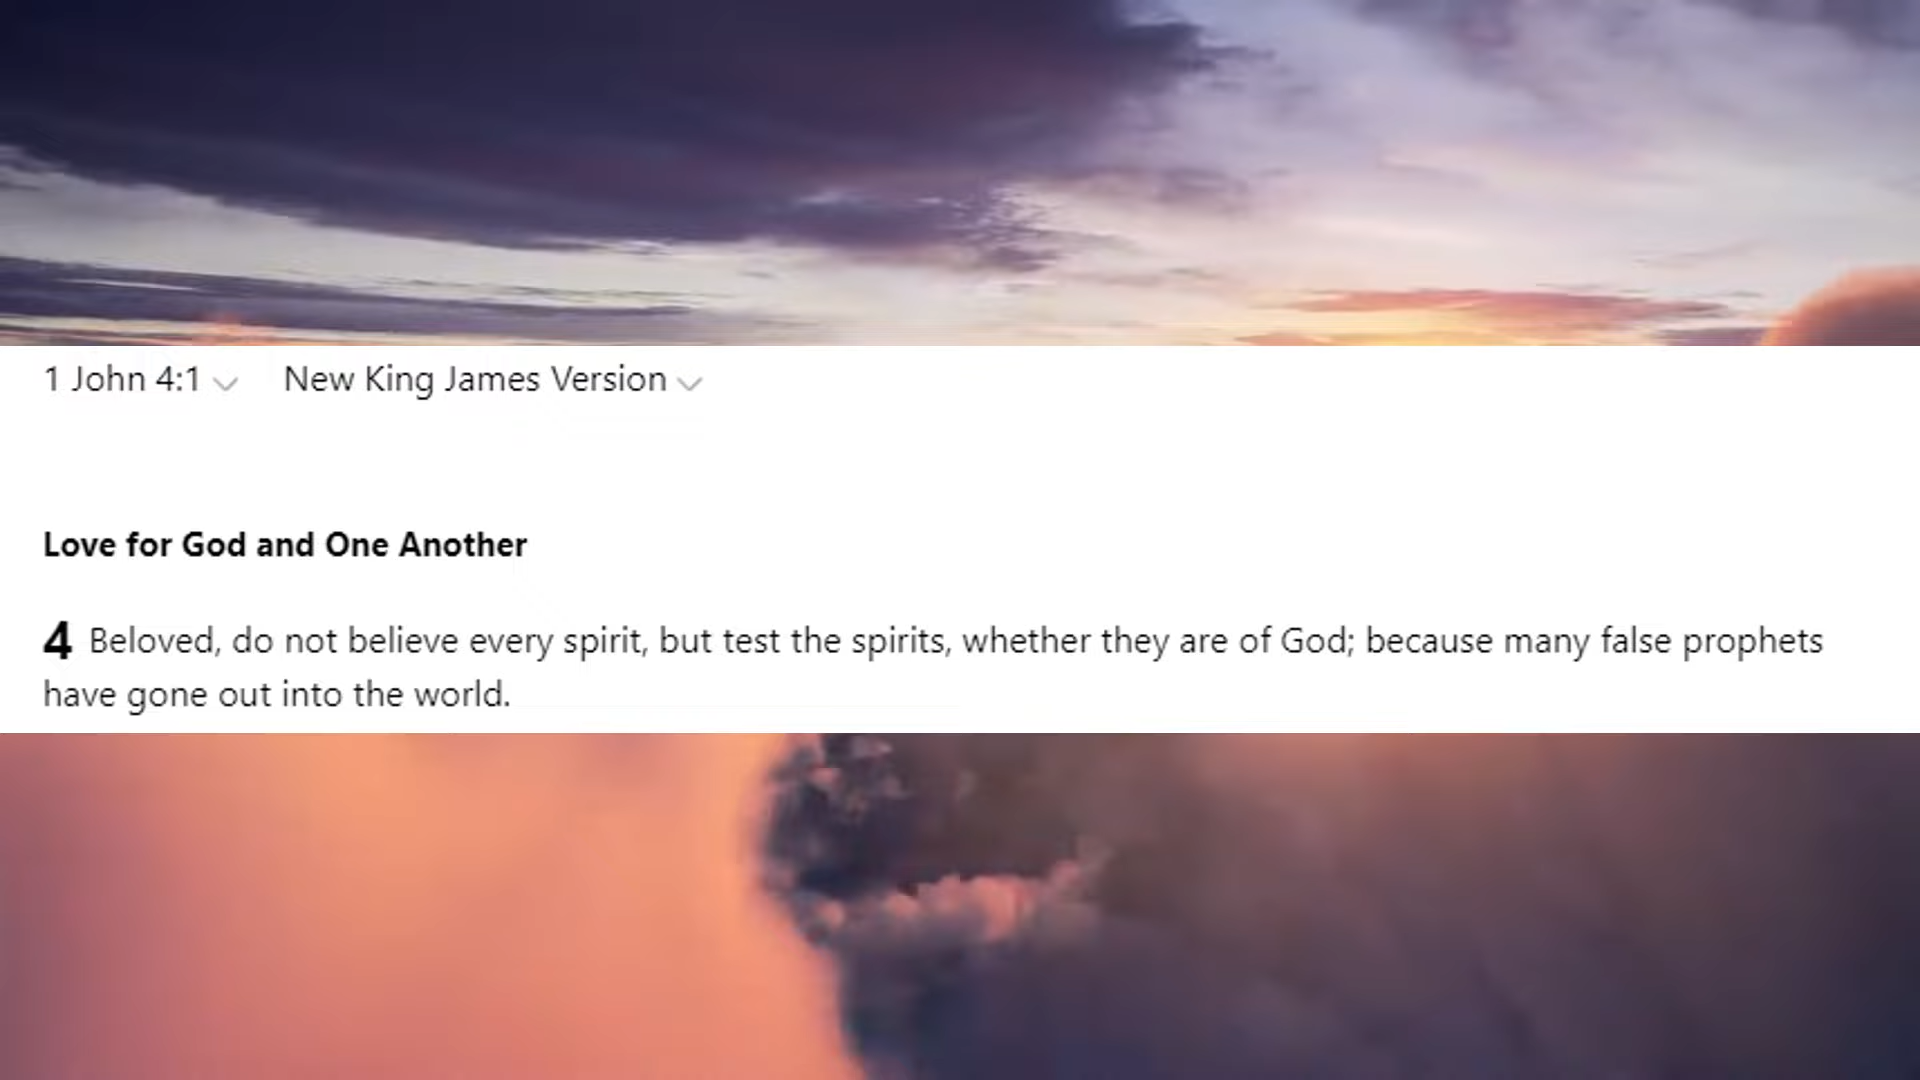 1 John 4:1 New King James Version
Love for God and One Another
4 Beloved, do not believe every spirit, but test the spirits, whether they are of God; because many false prophets
have gone out into the world.